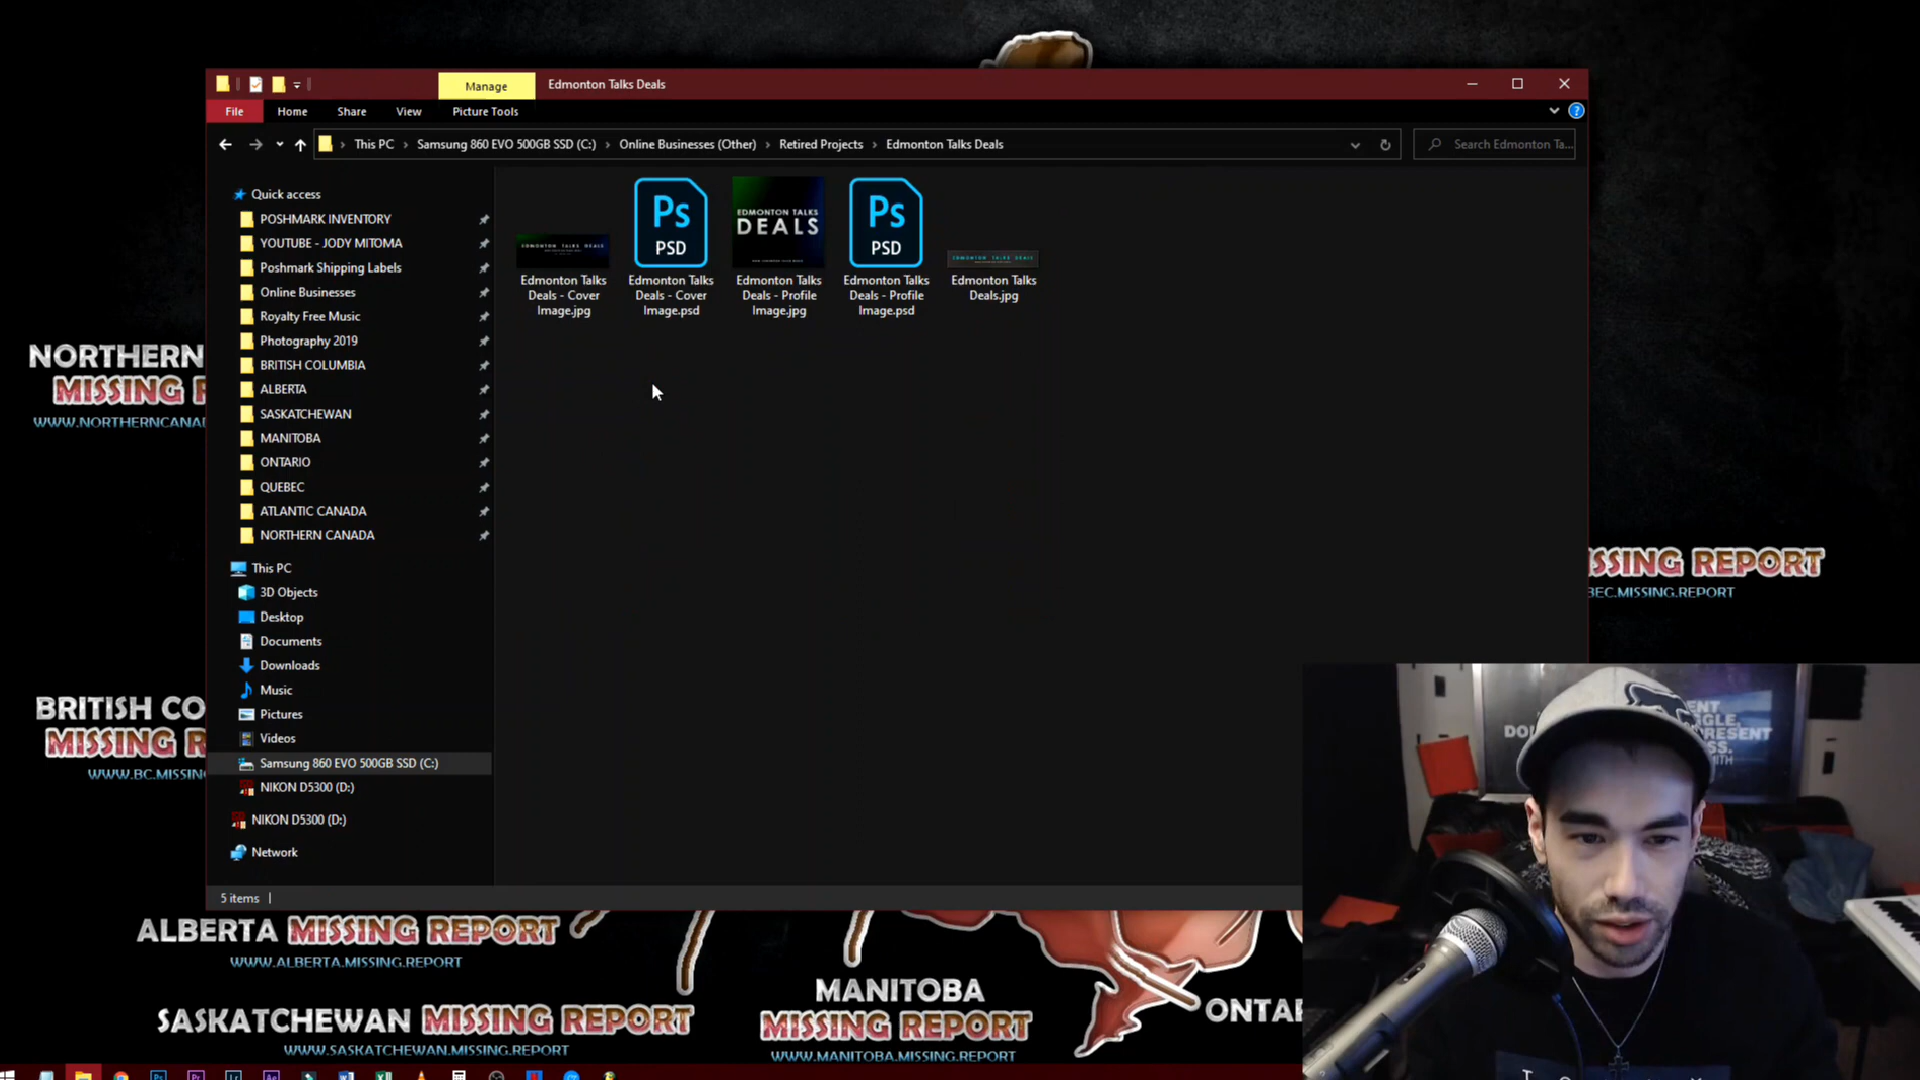 Manage
Edmonton Talks Deals
File
Home
Share
View
Picture Tools
This PC
Samsung 860 EVO 500GB SSD (C:)
Online Businesses (Other)
Retired Projects
Edmonton Talks Deals
Search Edmonton Ta...
Quick access
POSHMARK INVENTORY
YOUTUBE - JODY MITOMA
Poshmark Shipping Labels
Online Businesses
Royalty Free Music
Photography 2019
BRITISH COLUMBIA
ALBERTA
SASKATCHEWAN
MANITOBA
ONTARIO
QUEBEC
ATLANTIC CANADA
NORTHERN CANADA
This PC
3D Objects
Desktop
Documents
Downloads
Music
Pictures
Videos
Samsung 860 EVO 500GB SSD (C:)
NIKON D5300 (D:)
NIKON D5300 (D:)
Network
5 items
EDMONTON TALKS DEALS
Edmonton Talks
Deals - Cover
Image.jpg
Ps
PSD
Edmonton Talks
Deals - Cover
Image.psd
EDMONTON TALKS
DEALS
Edmonton Talks
Deals - Profile
Image.jpg
Ps
PSD
Edmonton Talks
Deals - Profile
Image.psd
EDMONTON TALKS DEALS
Edmonton Talks
Deals.jpg
NORTHERN
MISSING R
WWW.NORTHERNCANA
BRITISH CO
MISSING R
WWW.BC.MISSIN
SSING REPORT
BEC.MISSING.REPORT
ALBERTA MISSING REPORT
WWW.ALBERTA.MISSING.REPORT
SASKATCHEWAN MISSING REPORT
WWW.SASKATCHEWAN.MISSING.REPORT
MANITOBA
MISSING REPORT
WWW.MANITOBA.MISSING.REPORT
ONTA